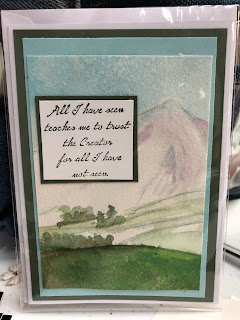 All I have seen
teaches me to trust
the Creator
for all I have
not seen.